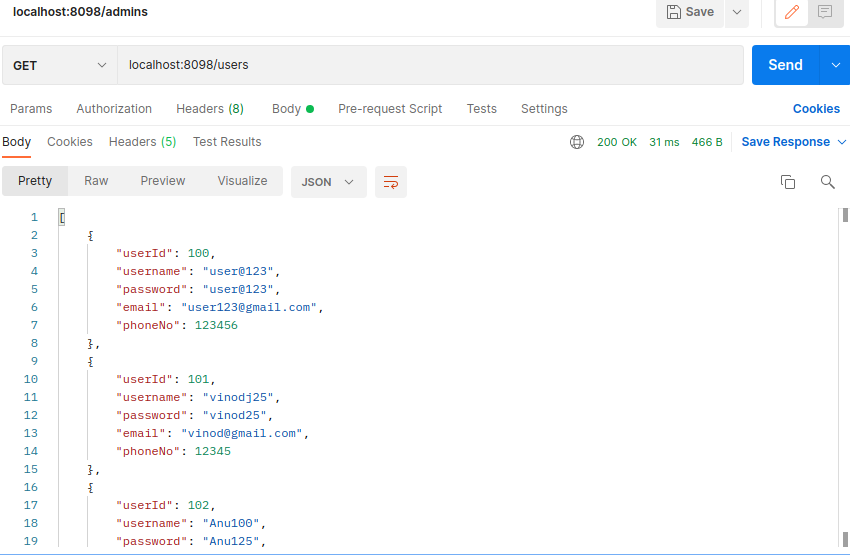 localhost:8098/admins
Save
GET localhost:8098/users Send
Params Authorization Headers (8) Body Pre-request Script Tests Settings Cookies
Body Cookies Headers (5) Test Results 200 OK 31 ms 466 B Save Response
Pretty Raw Preview Visualize JSON
1 [
2 {
3 "userId": 100,
4 "username": "user@123",
5 "password": "user@123",
6 "email": "user123@gmail.com",
7 "phoneNo": 123456
8 },
9 {
10 "userId": 101,
11 "username": "vinodj25",
12 "password": "vinod25",
13 "email": "vinod@gmail.com",
14 "phoneNo": 12345
15 },
16 {
17 "userId": 102,
18 "username": "Anu100",
19 "password": "Anu125",